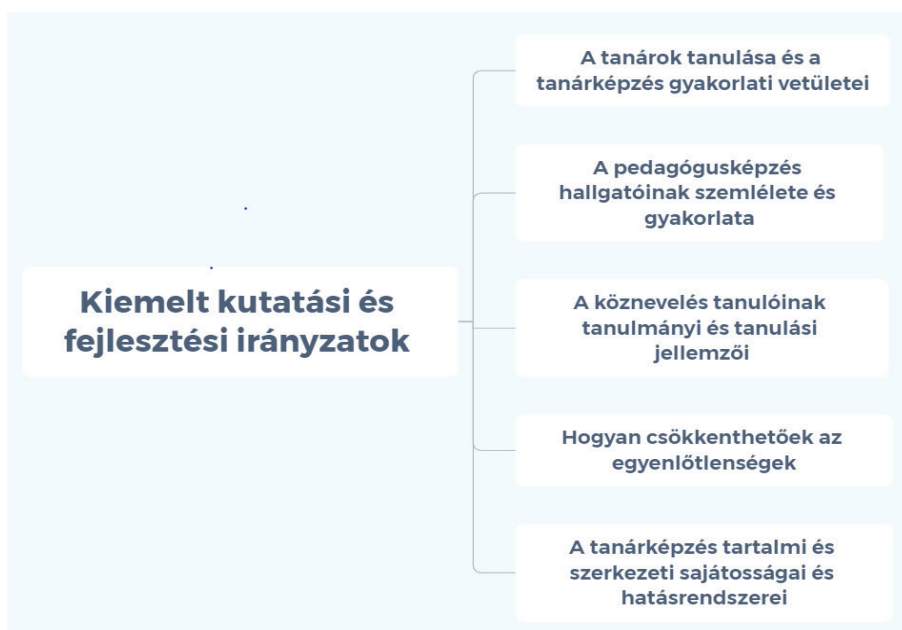 Kiemelt kutatási és
fejlesztési irányzatok
A tanárok tanulása és a
tanárképzés gyakorlati vetületei
A pedagógusképzés
hallgatóinak szemlélete és
gyakorlata
A köznevelés tanulóinak
tanulmányi és tanulási
jellemzői
Hogyan csökkenthetőek az
egyenlőtlenségek
A tanárképzés tartalmi és
szerkezeti sajátosságai és
hatásrendszerei